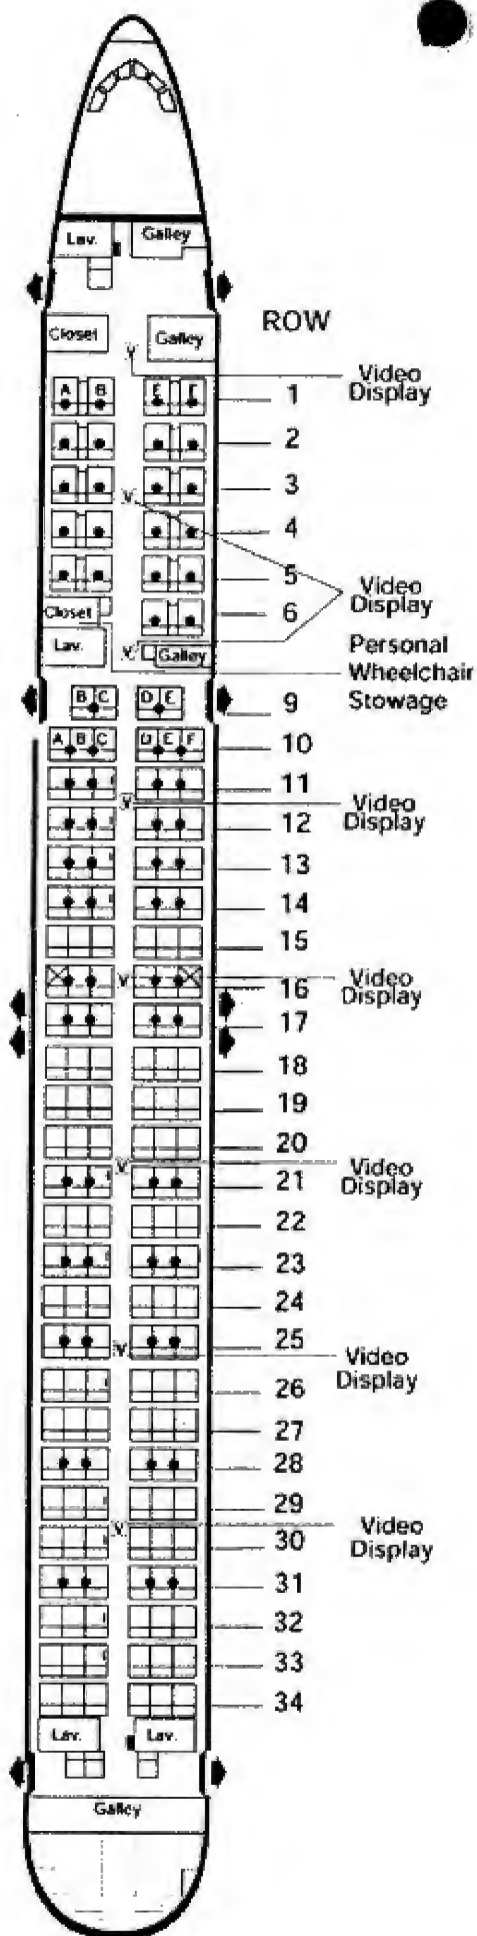 Lav. Galley
ROW
Closet Galley
Video
Display
A B E F 1
2
3
4
5
Video
Display
Closet 6
Lav. Galley
Personal
Wheelchair
Stowage
B C D E 9
A B C D E F 10
11
Video
Display
12
13
14
15
Video
Display
16
17
18
19
20
Video
Display
21
22
23
24
25
Video
Display
26
27
28
29
Video
Display
30
31
32
33
34
Lav. Lav.
Galley